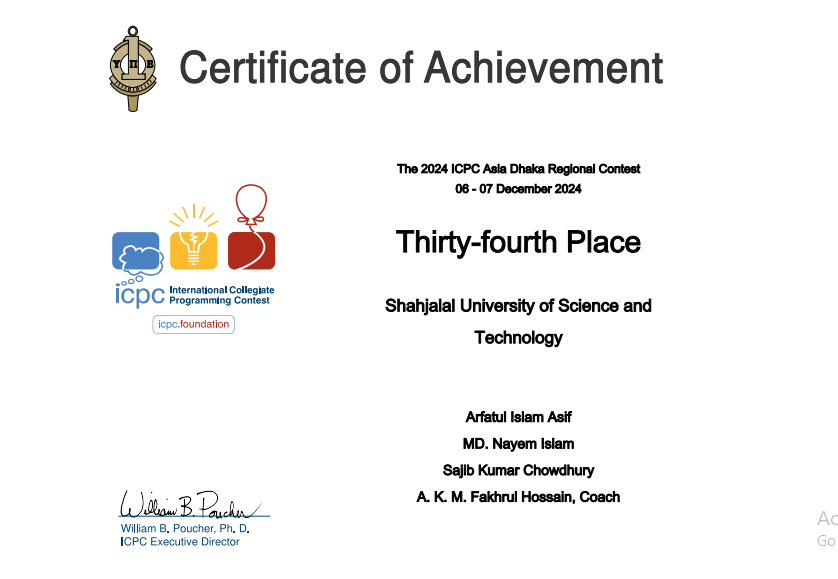 Certificate of Achievement
The 2024 ICPC Asia Dhaka Regional Contest
06 - 07 December 2024
Thirty-fourth Place
Shahjalal University of Science and
Technology
icpc International Collegiate
Programming Contest
icpc.foundation
Arfatul Islam Asif
MD. Nayem Islam
Sajib Kumar Chowdhury
A. K. M. Fakhrul Hossain, Coach
William B. Poucher
William B. Poucher, Ph. D.
ICPC Executive Director
Go